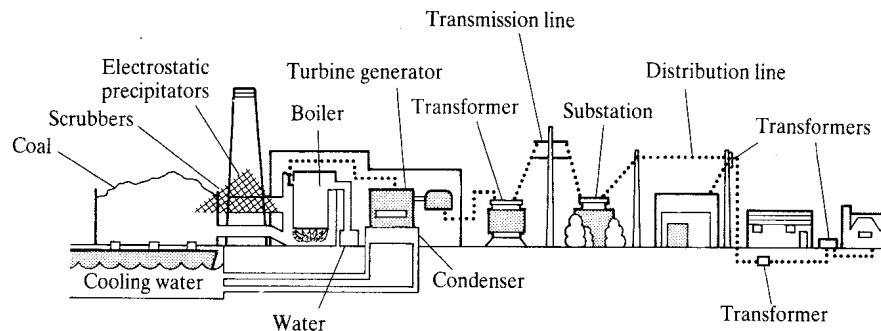 Transmission line
Electrostatic
precipitators
Turbine generator
Distribution line
Scrubbers
Boiler
Transformer
Substation
Coal
Transformers
Cooling water
Condenser
Water
Transformer